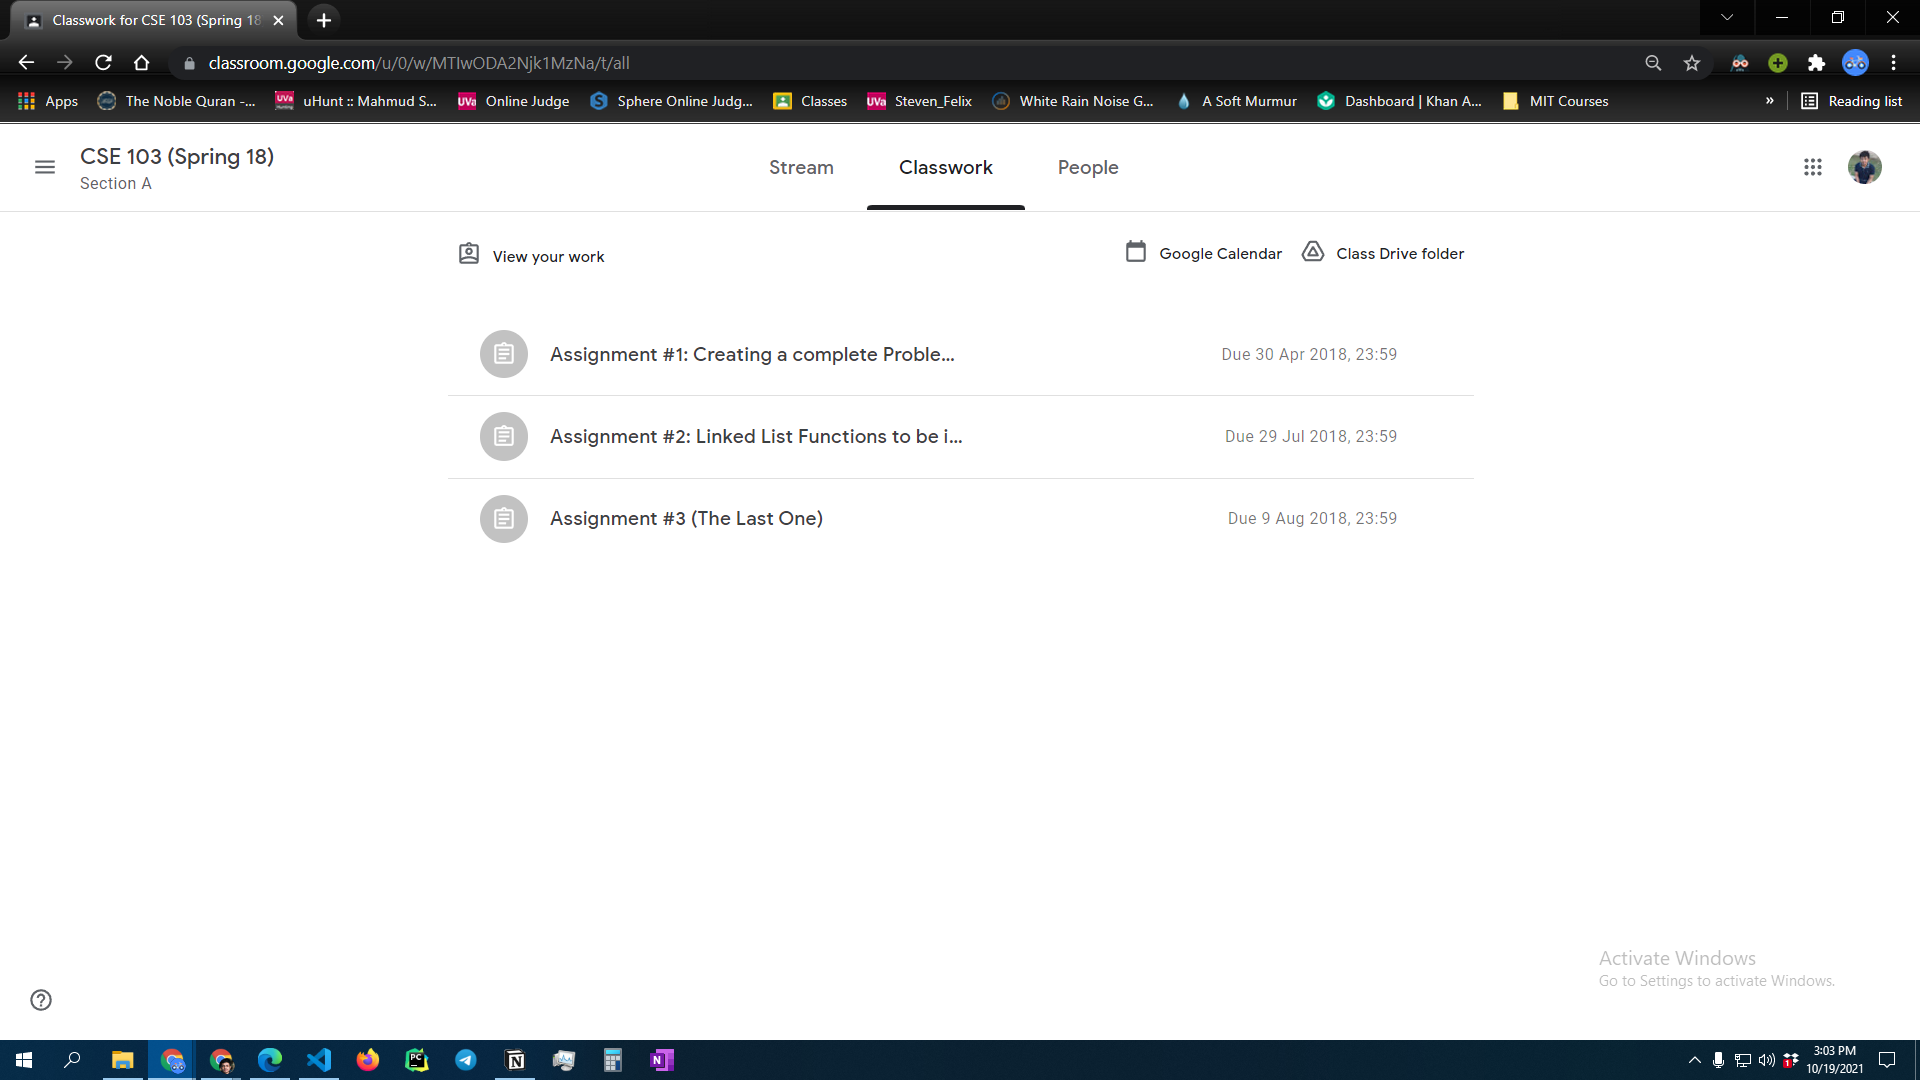 Classwork for CSE 103 (Spring 18
classroom.google.com/u/0/w/MTIwODA2Njk1MzNa/t/all
Apps
The Noble Quran -...
UVa
uHunt :: Mahmud S...
UVa
Online Judge
Sphere Online Judg...
Classes
UVa
Steven_Felix
White Rain Noise G...
A Soft Murmur
Dashboard | Khan A...
MIT Courses
»
Reading list
CSE 103 (Spring 18)
Section A
Stream
Classwork
People
View your work
Google Calendar
Class Drive folder
Assignment #1: Creating a complete Proble...
Due 30 Apr 2018, 23:59
Assignment #2: Linked List Functions to be i...
Due 29 Jul 2018, 23:59
Assignment #3 (The Last One)
Due 9 Aug 2018, 23:59
Activate Windows
Go to Settings to activate Windows.
PC
N
N
1
3:03 PM
10/19/2021